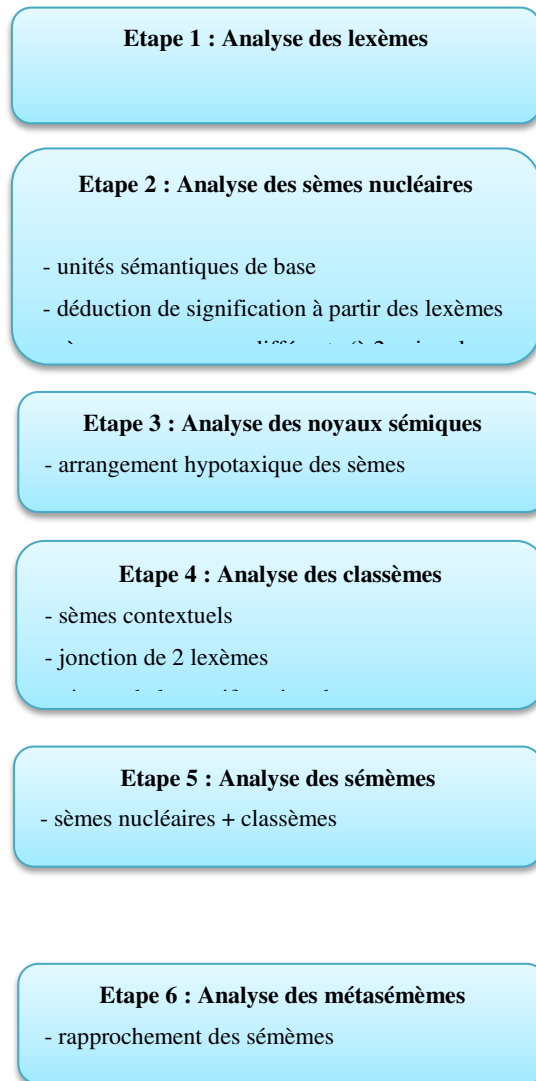 Etape 1 : Analyse des lexèmes
Etape 2 : Analyse des sèmes nucléaires
- unités sémantiques de base
- déduction de signification à partir des lexèmes
Etape 3 : Analyse des noyaux sémiques
- arrangement hypotaxique des sèmes
Etape 4 : Analyse des classèmes
- sèmes contextuels
- jonction de 2 lexèmes
Etape 5 : Analyse des sémèmes
- sèmes nucléaires + classèmes
Etape 6 : Analyse des métasémèmes
- rapprochement des sémèmes